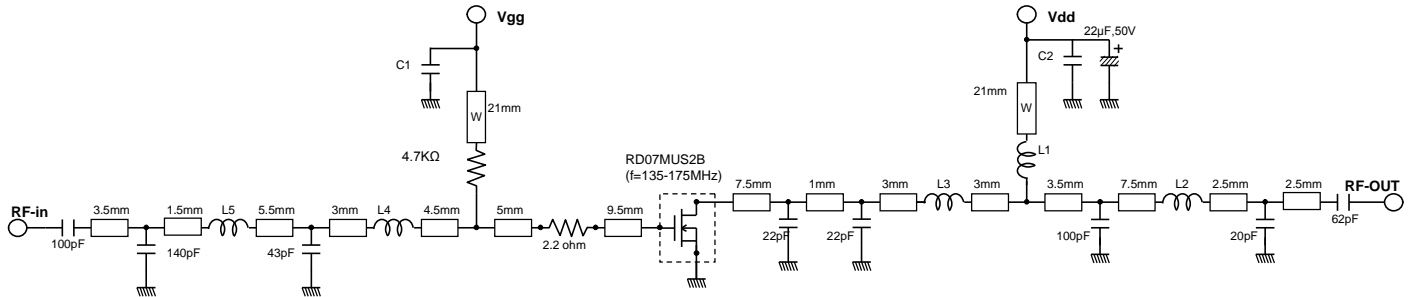 Vgg
Vdd
22µF,50V
+
C1
C2
W
21mm
21mm
W
4.7KΩ
L1
RD07MUS2B
(f=135-175MHz)
RF-in
3.5mm
1.5mm
L5
5.5mm
3mm
L4
4.5mm
5mm
9.5mm
7.5mm
1mm
3mm
L3
3mm
3.5mm
7.5mm
L2
2.5mm
2.5mm
RF-OUT
100pF
140pF
43pF
2.2 ohm
22pF
22pF
100pF
20pF
62pF